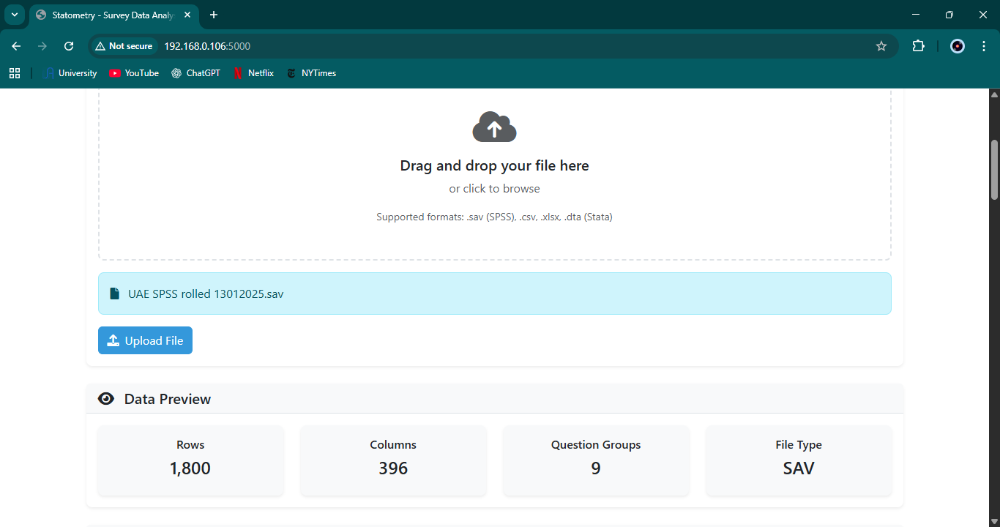 Statometry - Survey Data Analy
Not secure 192.168.0.106:5000
University YouTube ChatGPT Netflix NYTimes
Drag and drop your file here
or click to browse
Supported formats: .sav (SPSS), .csv, .xlsx, .dta (Stata)
UAE SPSS rolled 13012025.sav
Upload File
Data Preview
Rows Columns Question Groups File Type
1,800 396 9 SAV